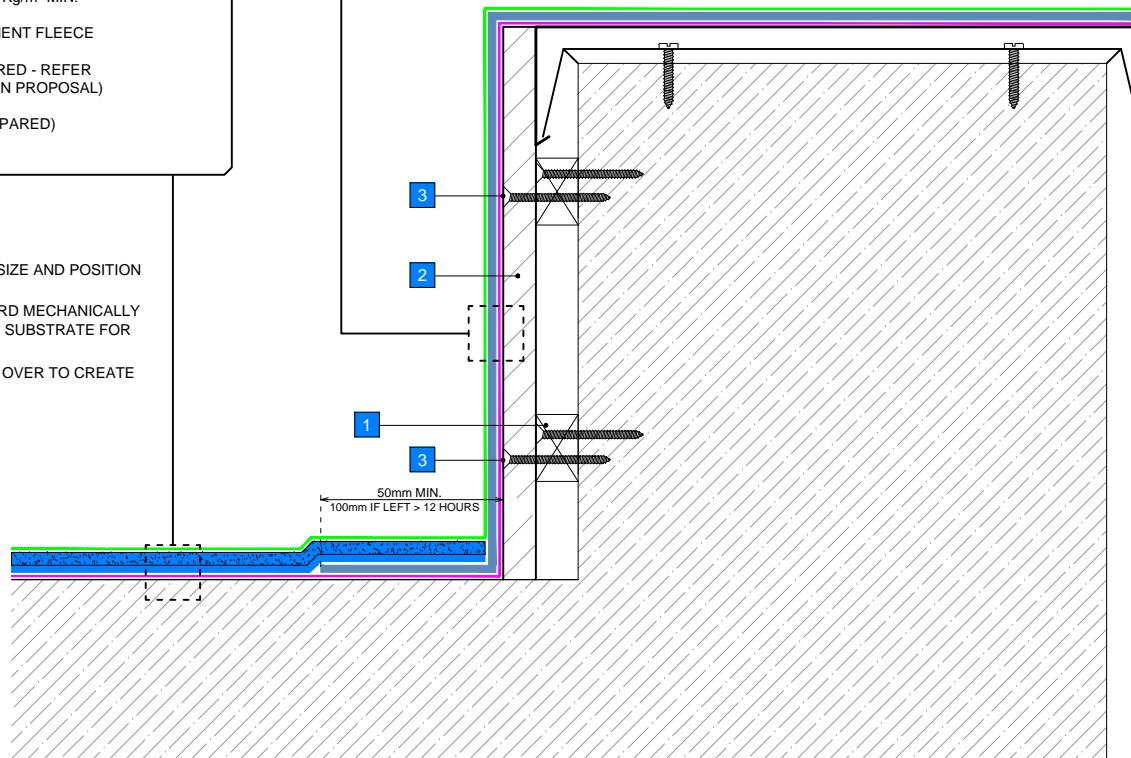 Kg/m² MIN.
MENT FLEECE
RED - REFER
N PROPOSAL)
PARED)
SIZE AND POSITION
RD MECHANICALLY
SUBSTRATE FOR
OVER TO CREATE
3
2
1
3
50mm MIN.
100mm IF LEFT > 12 HOURS